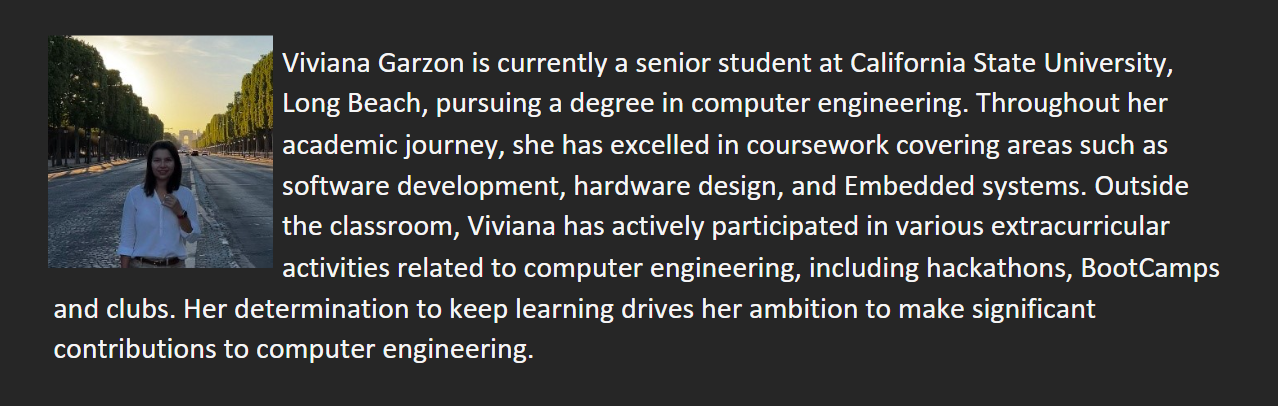 Viviana Garzon is currently a senior student at California State University,
Long Beach, pursuing a degree in computer engineering. Throughout her
academic journey, she has excelled in coursework covering areas such as
software development, hardware design, and Embedded systems. Outside
the classroom, Viviana has actively participated in various extracurricular
activities related to computer engineering, including hackathons, BootCamps
and clubs. Her determination to keep learning drives her ambition to make significant
contributions to computer engineering.